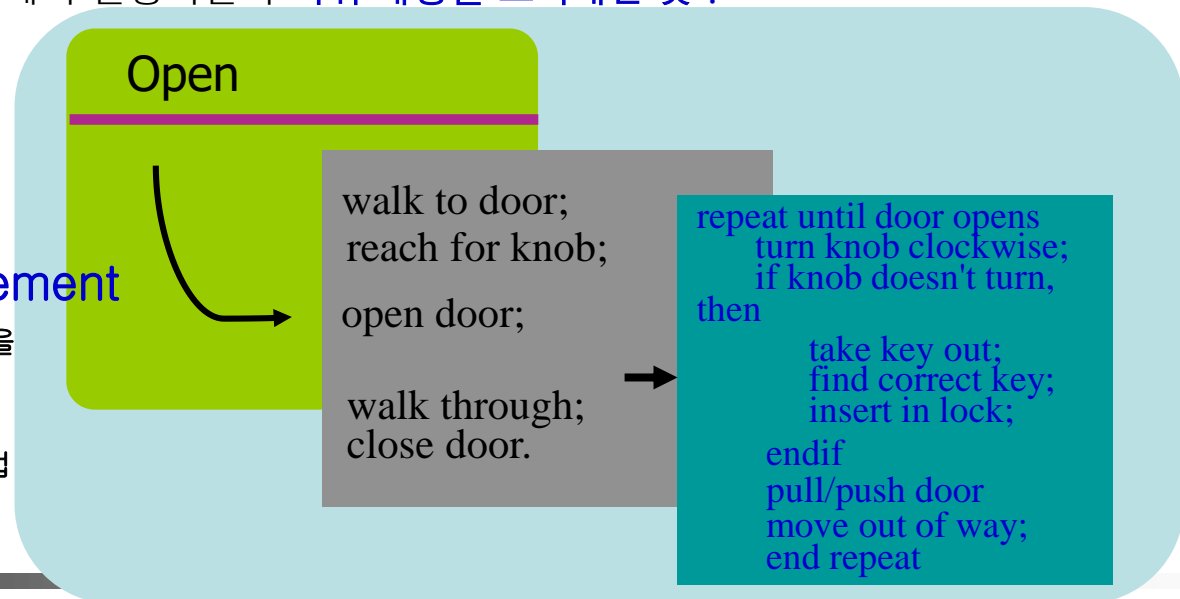 Open
walk to door;
reach for knob;
open door;
walk through;
close door.
repeat until door opens
turn knob clockwise;
if knob doesn't turn,
then
take key out;
find correct key;
insert in lock;
endif
pull/push door
move out of way;
end repeat
ement